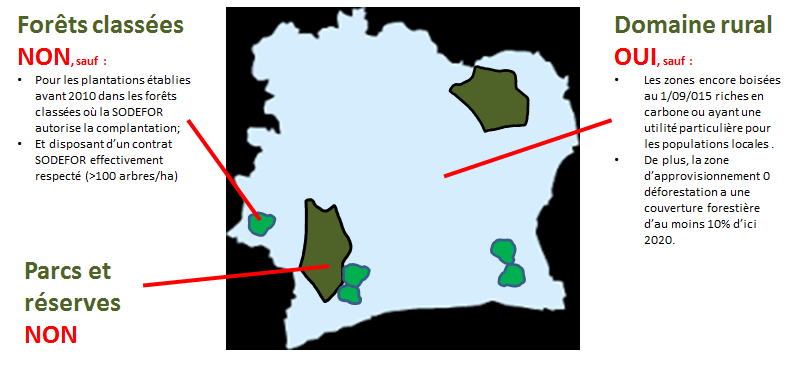 Forêts classées
NON, sauf :
• Pour les plantations établies
avant 2010 dans les forêts
classées où la SODEFOR
autorise la complantation;
• Et disposant d’un contrat
SODEFOR effectivement
respecté (>100 arbres/ha)
Parcs et
réserves
NON
Domaine rural
OUI, sauf :
• Les zones encore boisées
au 1/09/015 riches en
carbone ou ayant une
utilité particulière pour
les populations locales .
• De plus, la zone
d’approvisionnement 0
déforestation a une
couverture forestière
d’au moins 10% d’ici
2020.